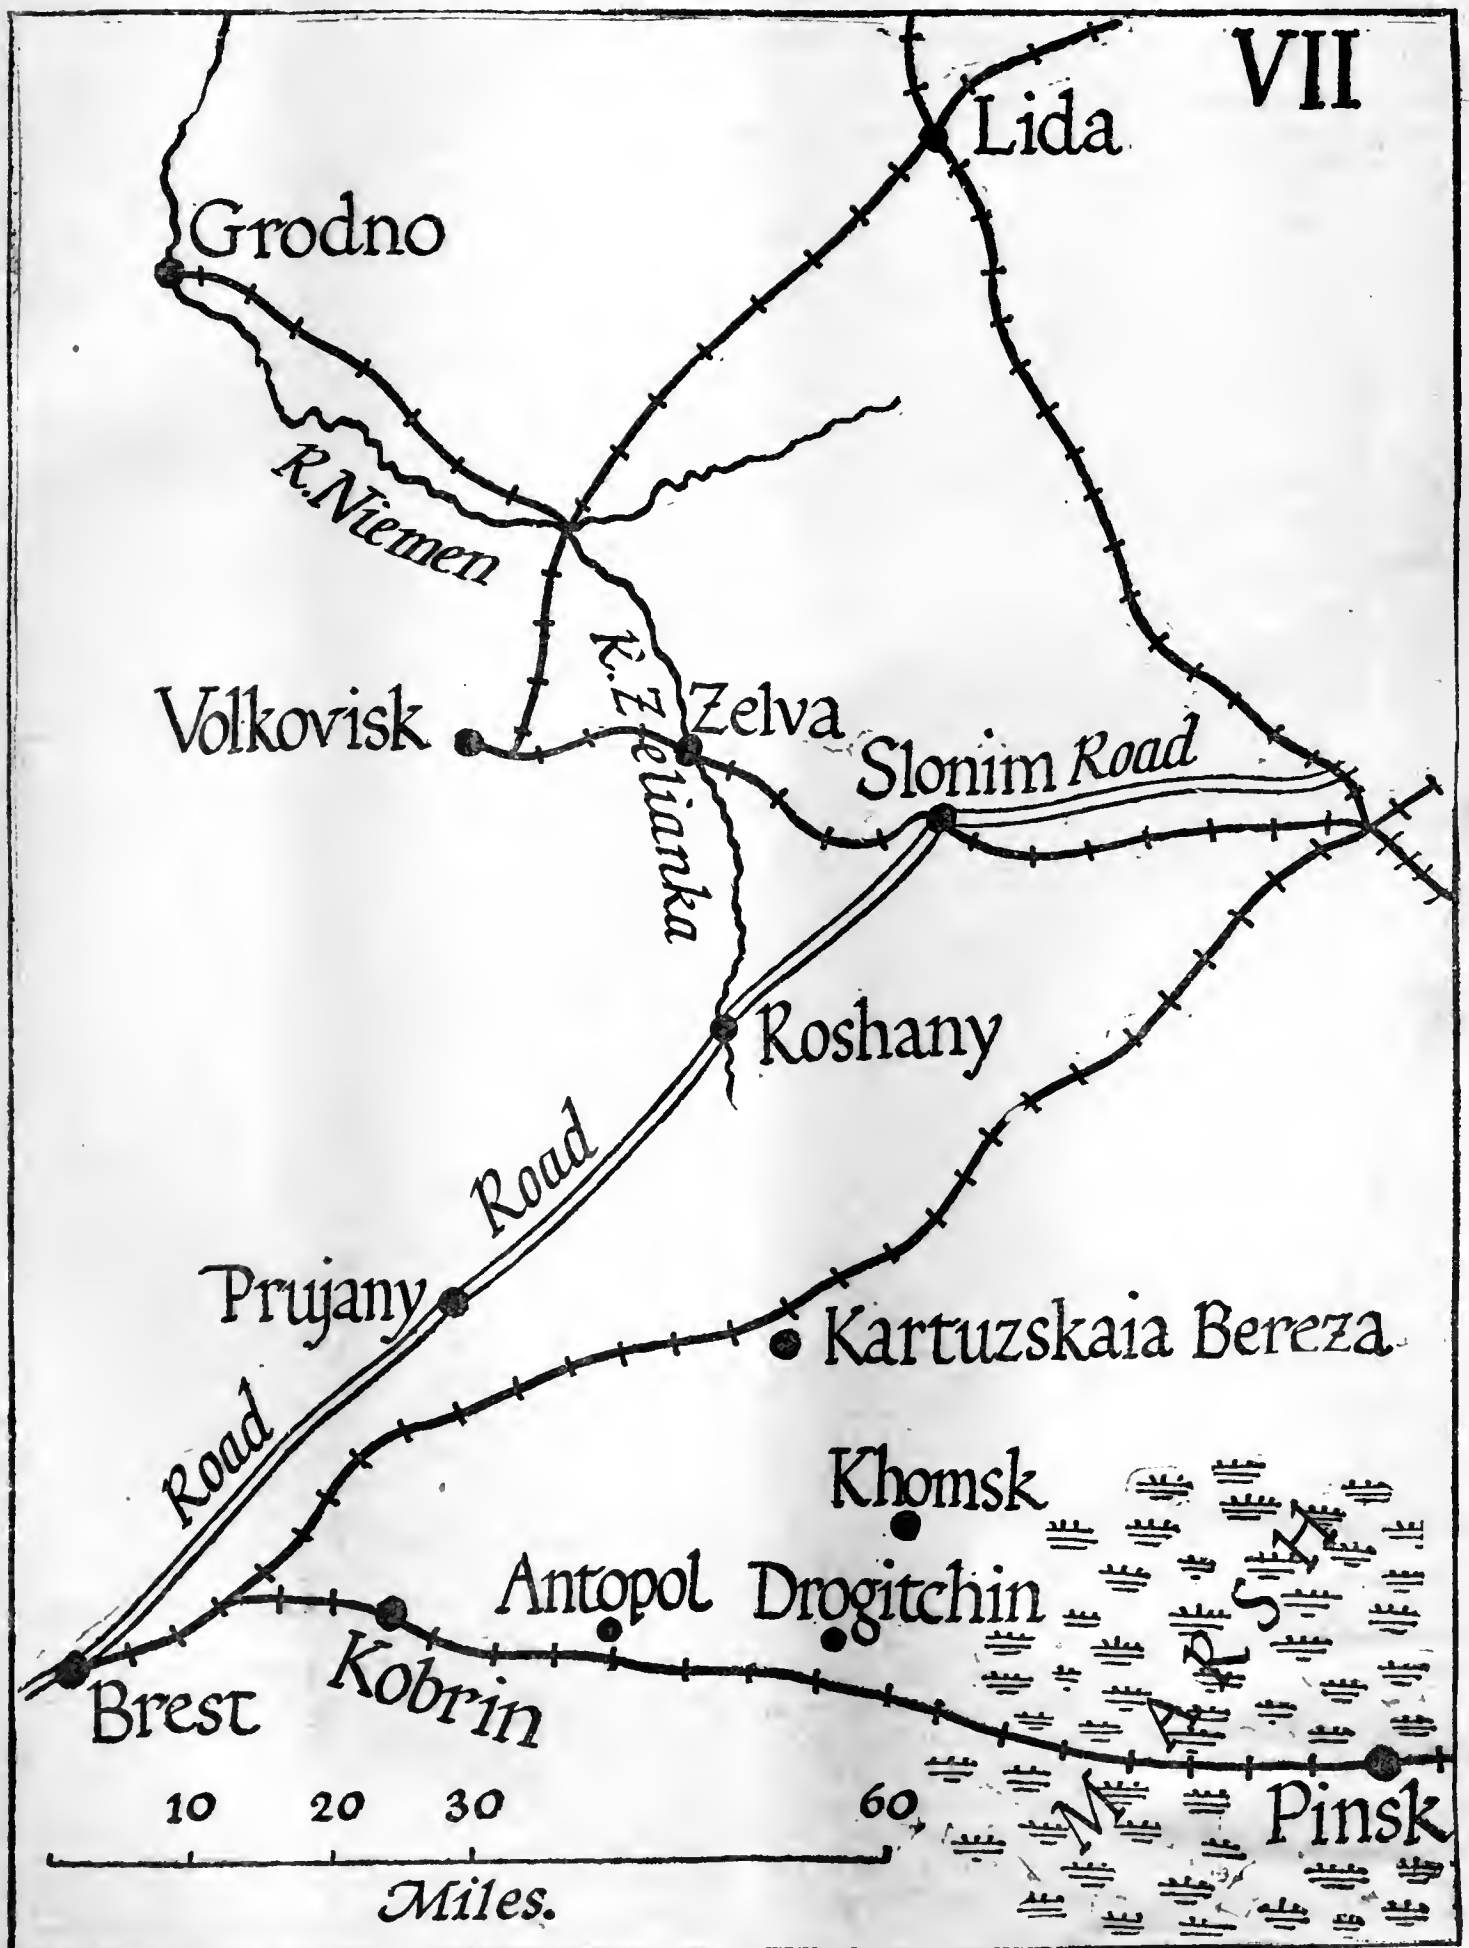 VII
Lida
Grodno
R. Niemen
R. Zelianka
Volkovisk
Zelva
Slonim
Road
Roshany
Road
Prujany
Kartuzskaia Bereza
Road
Khomsk
Antopol
Drogitchin
MARSH
Kobrin
Brest
Pinsk
10 20 30 60
Miles.